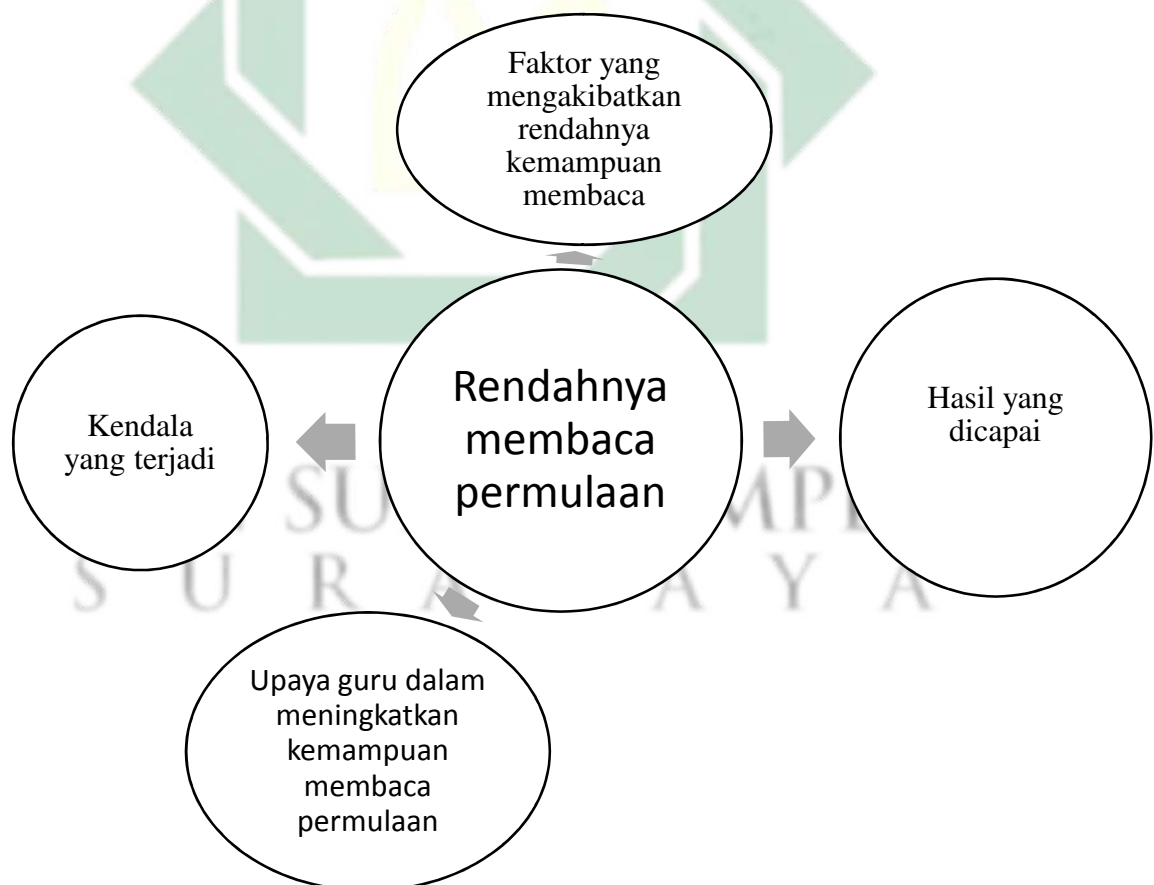 Faktor yang
mengakibatkan
rendahnya
kemampuan
membaca
Rendahnya
membaca
permulaan
Kendala
yang terjadi
Hasil yang
dicapai
Upaya guru dalam
meningkatkan
kemampuan
membaca
permulaan